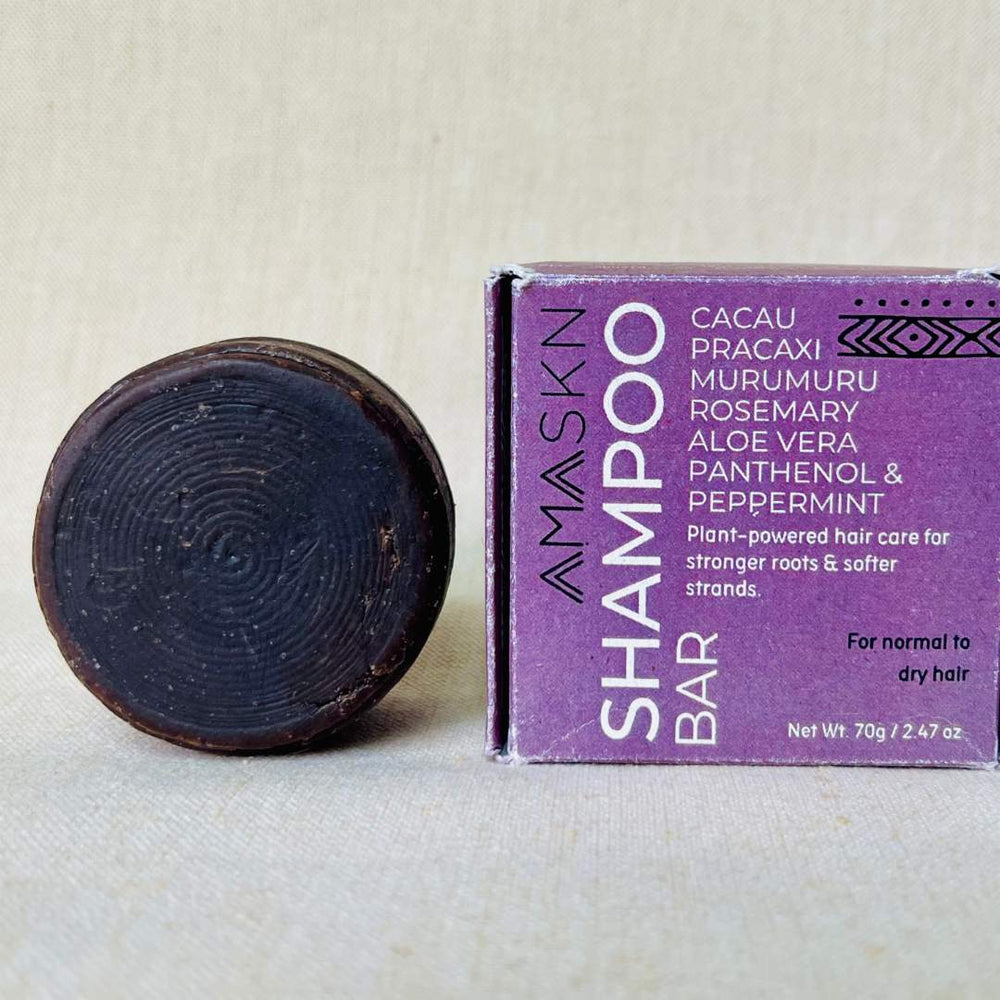 AMASKN
SHAMPOO
BAR
CACAU
PRACAXI
MURUMURU
ROSEMARY
ALOE VERA
PANTHENOL &
PEPPERMINT
Plant-powered hair care for
stronger roots & softer
strands.
For normal to
dry hair
Net Wt. 70g / 2.47 oz